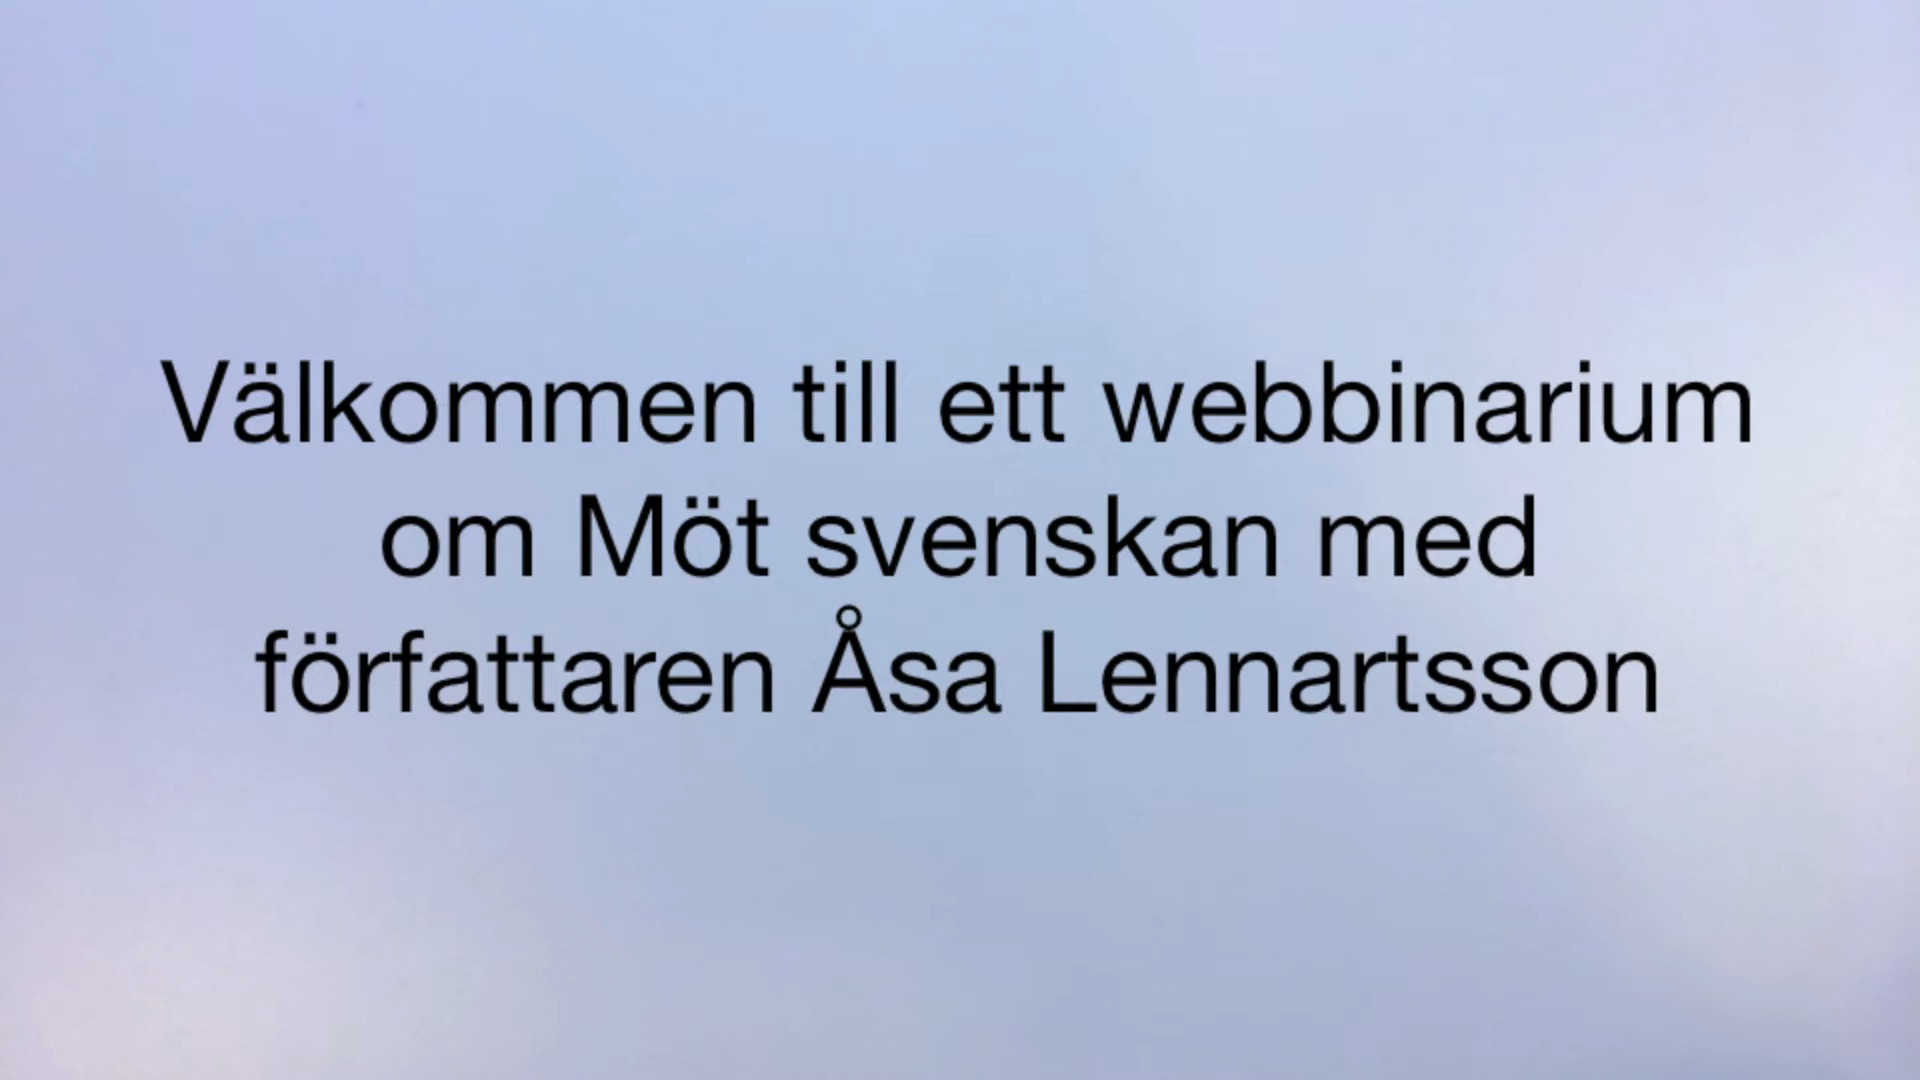 Välkommen till ett webbinarium
om Möt svenskan med
författaren Åsa Lennartsson